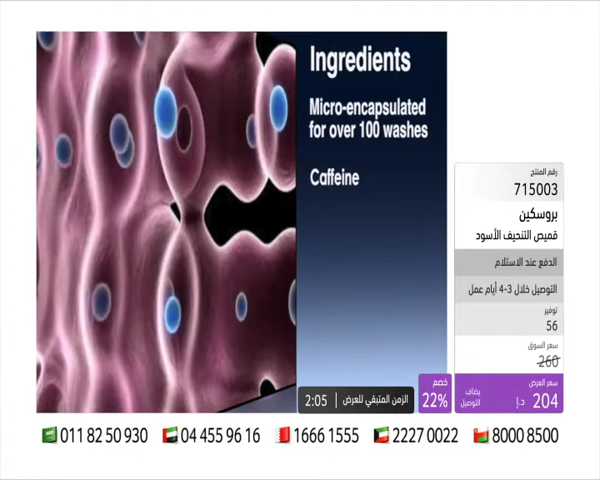 Ingredients
Micro-encapsulated
for over 100 washes
Caffeine
رقم المنتج
715003
بروسكين
قميص التنحيف الأسود
الدفع عند الاستلام
التوصيل خلال 3-4 أيام عمل
توفير
56
سعر السوق
260
سعر العرض
204 د.إ
يضاف
التوصيل
خصم
22%
الزمن المتبقي للعرض | 2:05
011 82 50 930
04 455 96 16
1666 1555
2227 0022
8000 8500